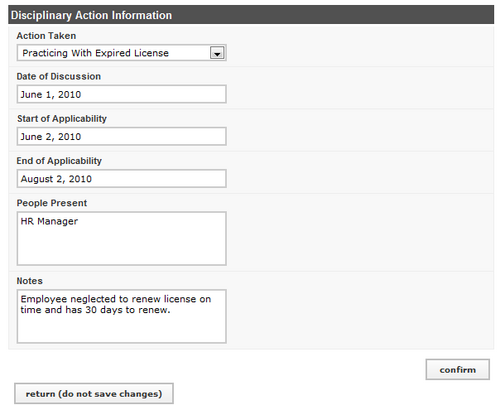 Disciplinary Action Information
Action Taken
Practicing With Expired License
Date of Discussion
June 1, 2010
Start of Applicability
June 2, 2010
End of Applicability
August 2, 2010
People Present
HR Manager
Notes
Employee neglected to renew license on
time and has 30 days to renew.
confirm
return (do not save changes)